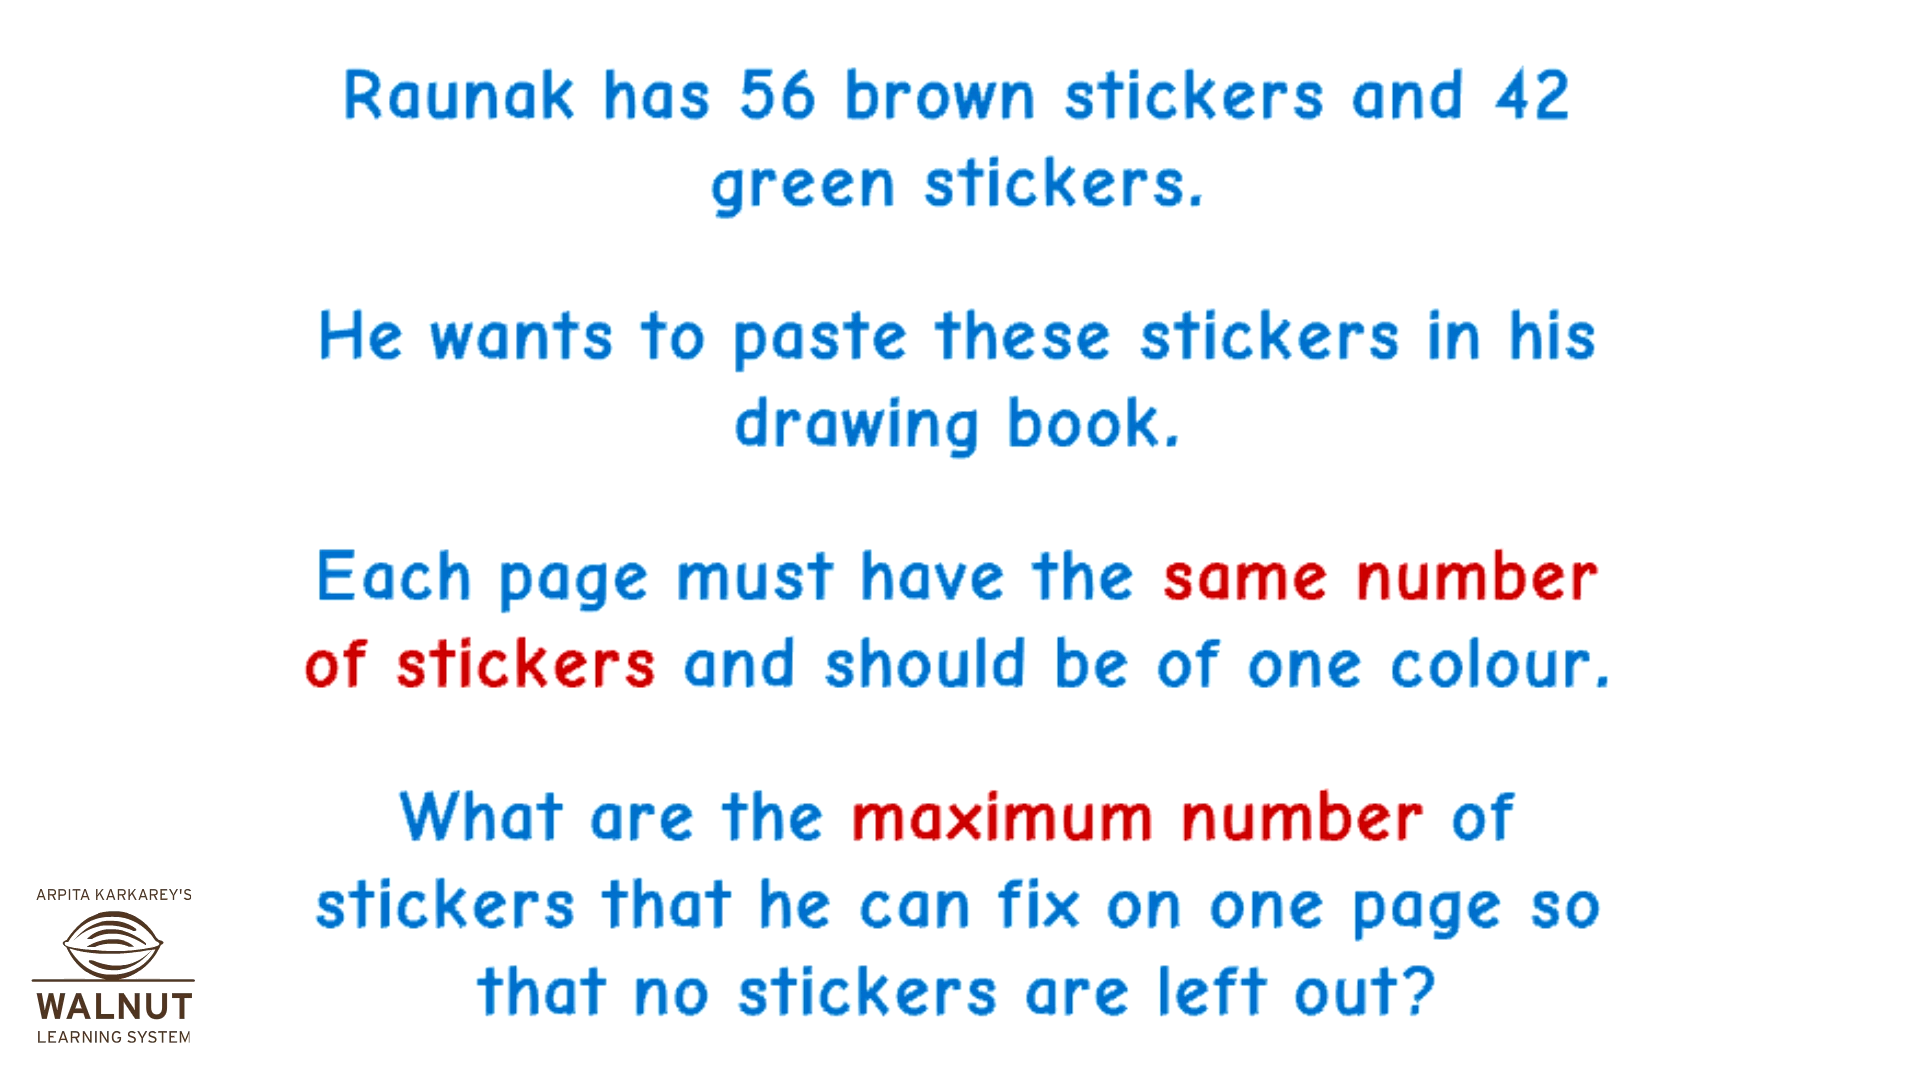 Raunak has 56 brown stickers and 42
green stickers.
He wants to paste these stickers in his
drawing book.
Each page must have the same number
of stickers and should be of one colour.
What are the maximum number of
stickers that he can fix on one page so
that no stickers are left out?
ARPITA KARKAREY'S
WALNUT
LEARNING SYSTEM